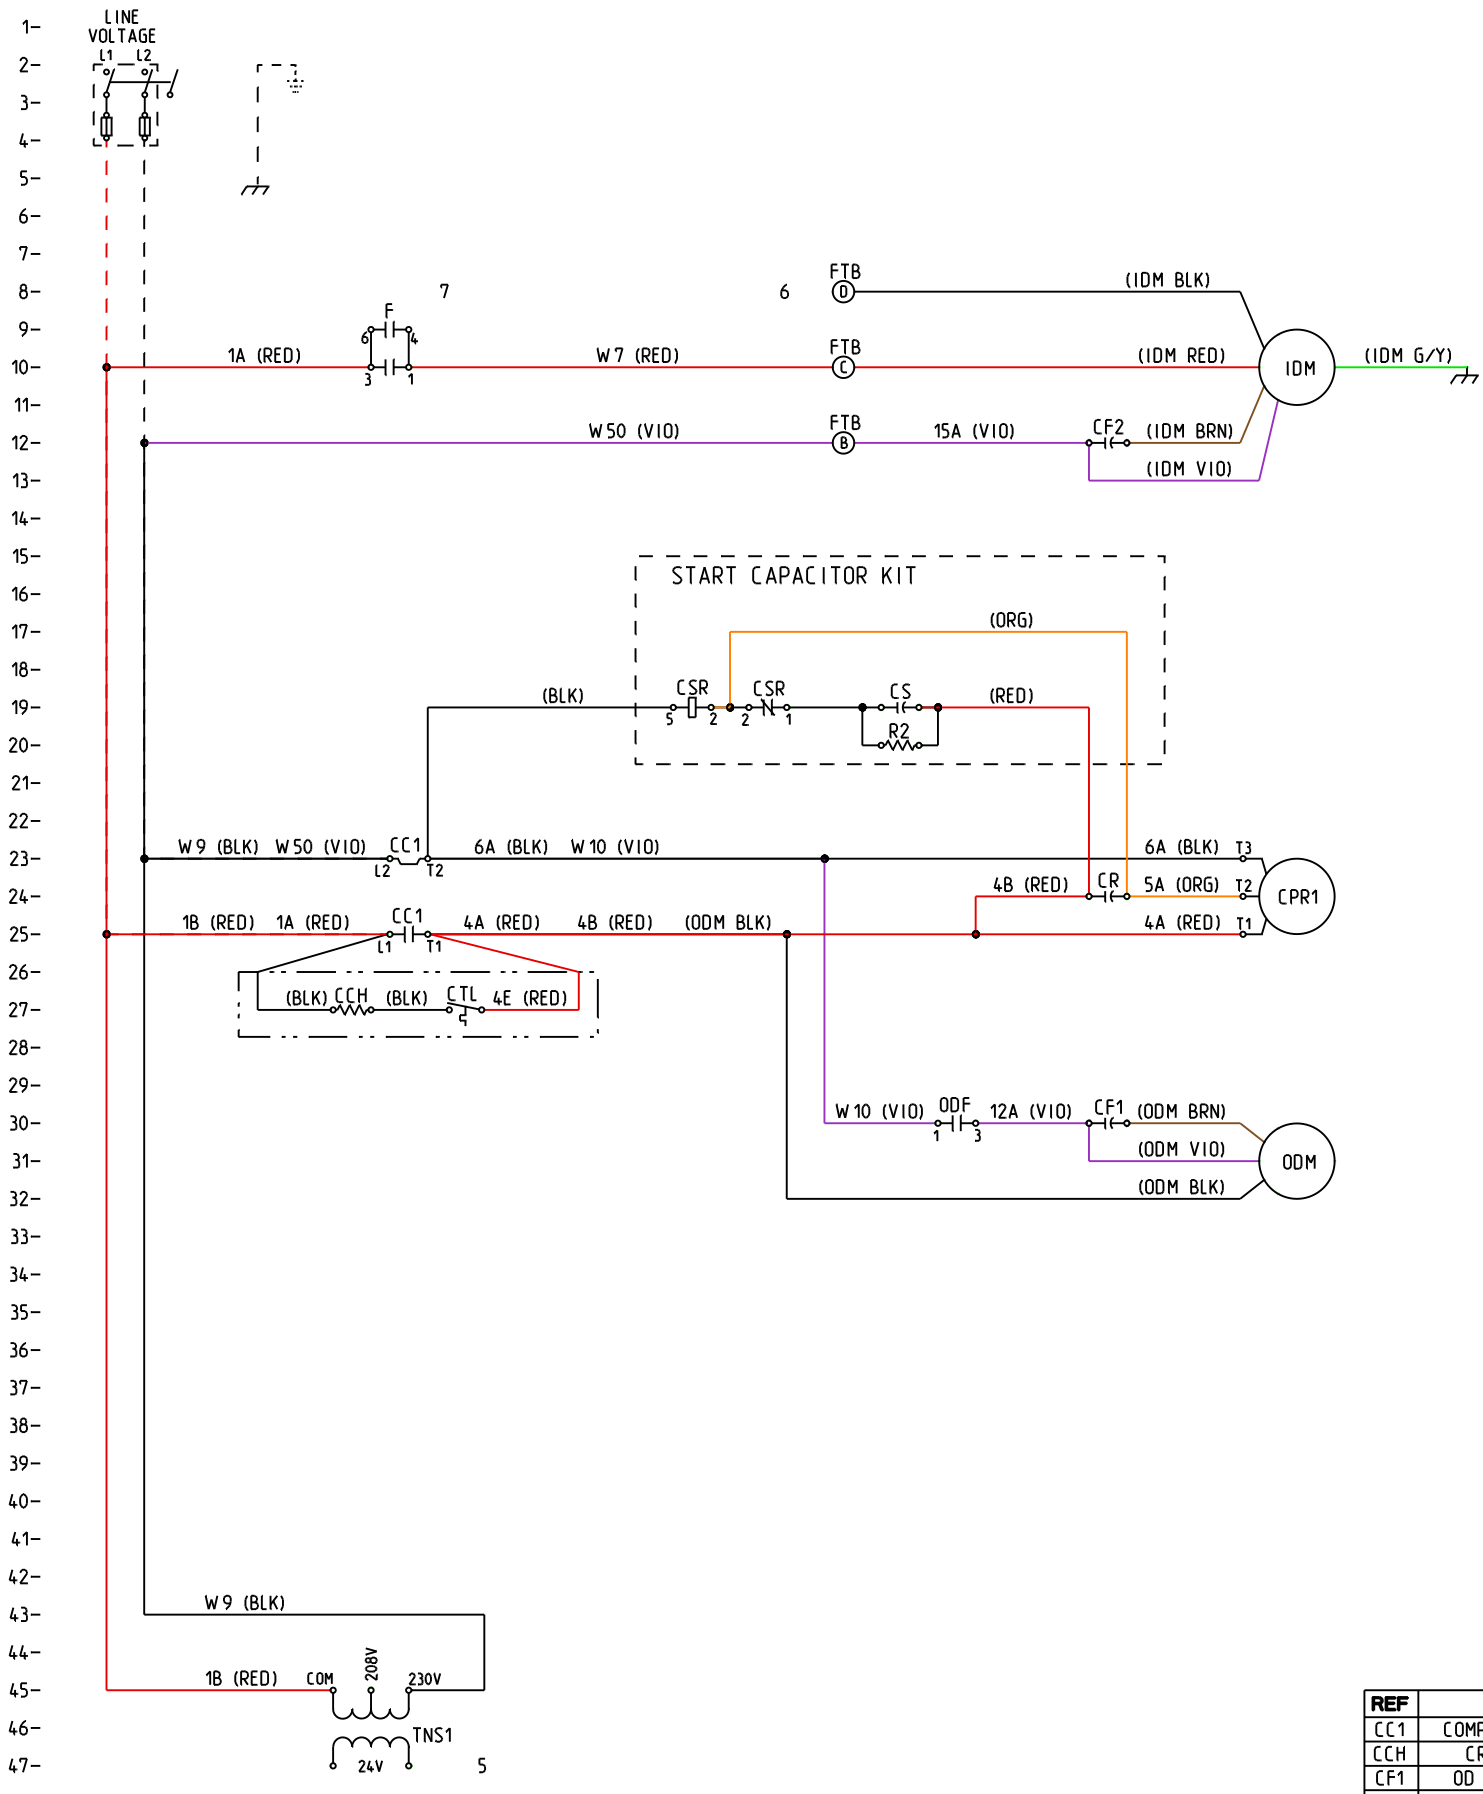 LINE
VOLTAGE
1-
L1 L2
2-
3-
4-
5-
6-
7-
8- 7 6 FTB D (IDM BLK)
9- F
6 4
10- 1A (RED) 3 1 W7 (RED) FTB C (IDM RED) IDM (IDM G/Y)
11-
12- W50 (VIO) FTB B 15A (VIO) CF2 (IDM BRN)
13- (IDM VIO)
14-
15-
START CAPACITOR KIT
16-
17- (ORG)
18-
19- (BLK) CSR CSR CS (RED)
5 2 2 1
20- R2
21-
22-
23- W9 (BLK) W50 (VIO) CC1 6A (BLK) W10 (VIO) 6A (BLK) T3
L2 T2
24- 4B (RED) CR 5A (ORG) T2 CPR1
25- 1B (RED) 1A (RED) CC1 4A (RED) 4B (RED) (ODM BLK) 4A (RED) T1
L1 T1
26-
27- (BLK) CCH (BLK) CTL 4E (RED)
28-
29-
30- W10 (VIO) ODF 12A (VIO) CF1 (ODM BRN)
1 3
31- (ODM VIO) ODM
32- (ODM BLK)
33-
34-
35-
36-
37-
38-
39-
40-
41-
42-
43- W9 (BLK)
44-
45- 1B (RED) COM 208V 230V
46- TNS1
47- 24V 5
REF
CC1 COMP
CCH CR
CF1 OD